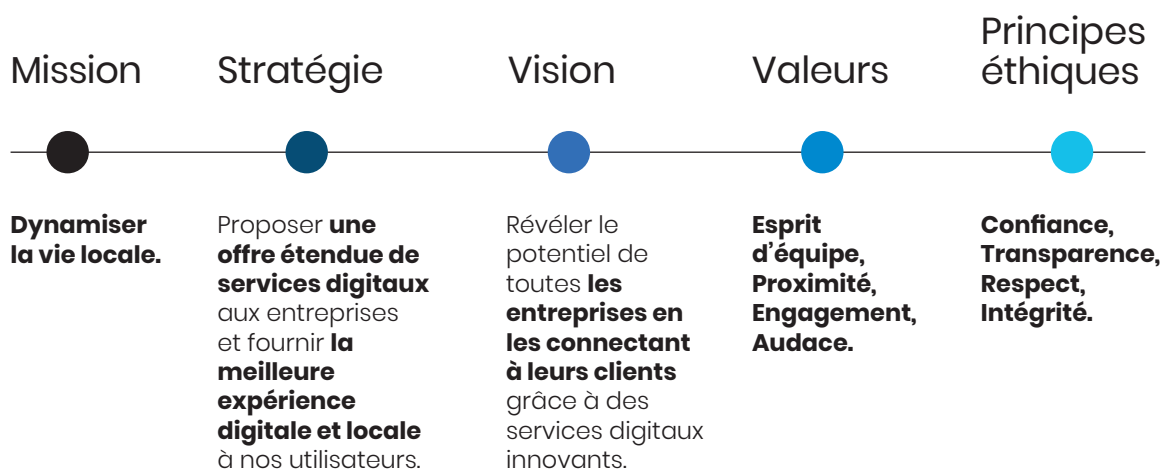 Mission
Dynamiser
la vie locale.
Stratégie
Proposer une
offre étendue de
services digitaux
aux entreprises
et fournir la
meilleure
expérience
digitale et locale
à nos utilisateurs.
Vision
Révéler le
potentiel de
toutes les
entreprises en
les connectant
à leurs clients
grâce à des
services digitaux
innovants.
Valeurs
Esprit
d’équipe,
Proximité,
Engagement,
Audace.
Principes
éthiques
Confiance,
Transparence,
Respect,
Intégrité.